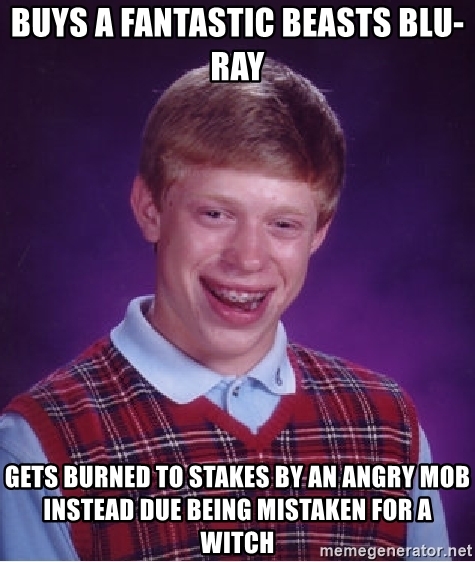 BUYS A FANTASTIC BEASTS BLU-
RAY
GETS BURNED TO STAKES BY AN ANGRY MOB
INSTEAD DUE BEING MISTAKEN FOR A
WITCH
memegenerator.net